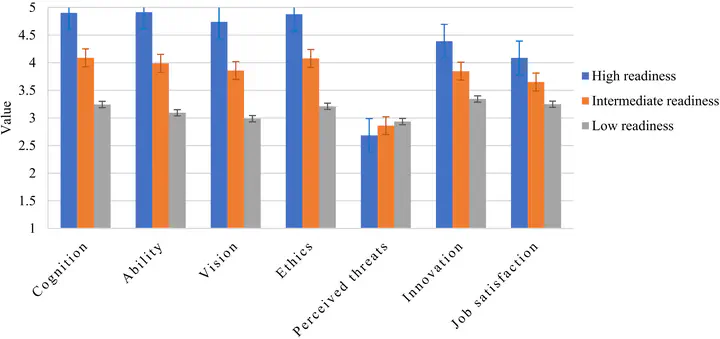 5
4.5
4
3.5
3
2.5
2
1.5
1
Value
Cognition
Ability
Vision
Ethics
Perceived threats
Innovation
Job satisfaction
High readiness
Intermediate readiness
Low readiness